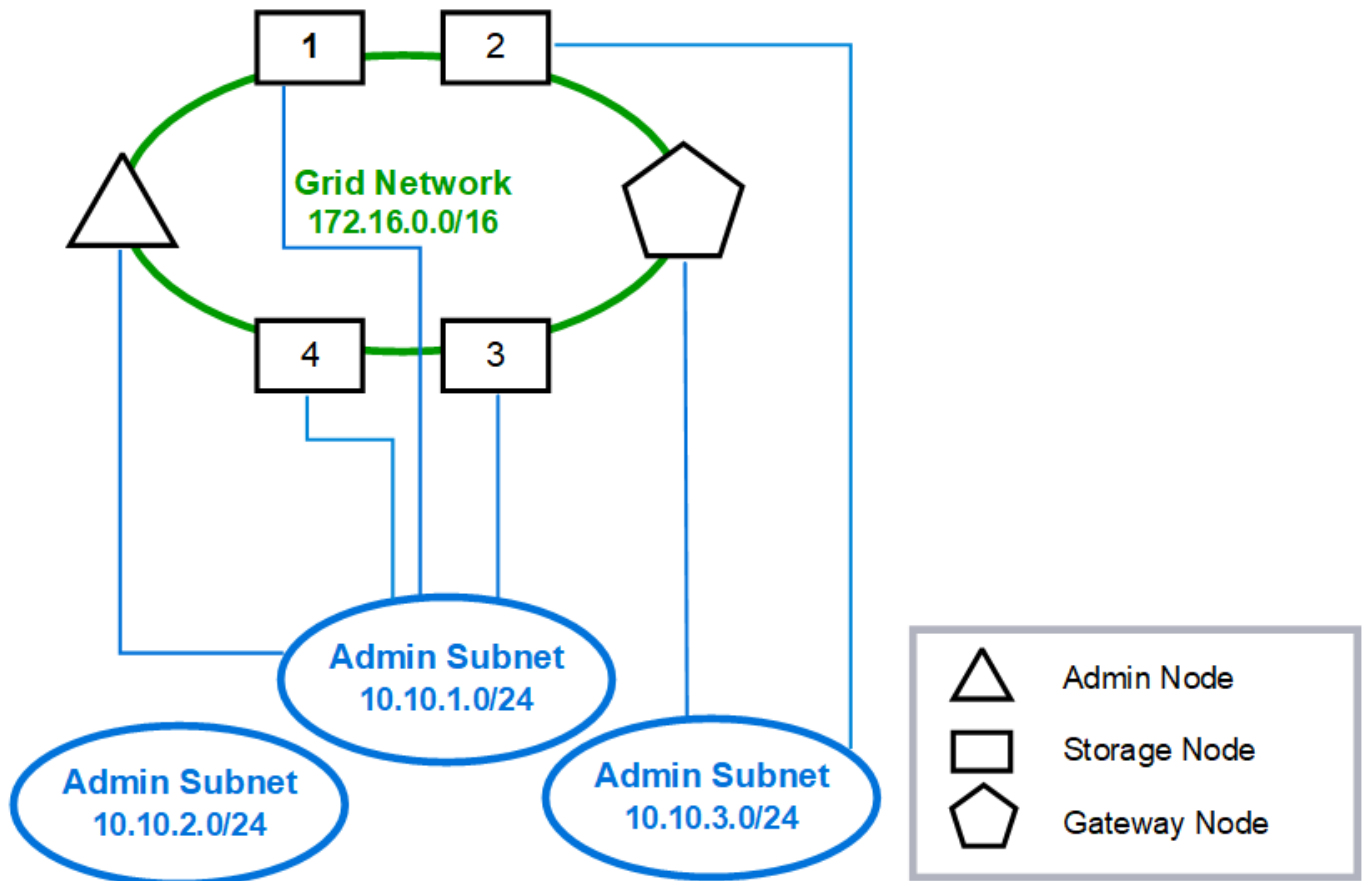 1
2
Grid Network
172.16.0.0/16
4
3
Admin Subnet
10.10.1.0/24
Admin Subnet
10.10.2.0/24
Admin Subnet
10.10.3.0/24
Admin Node
Storage Node
Gateway Node